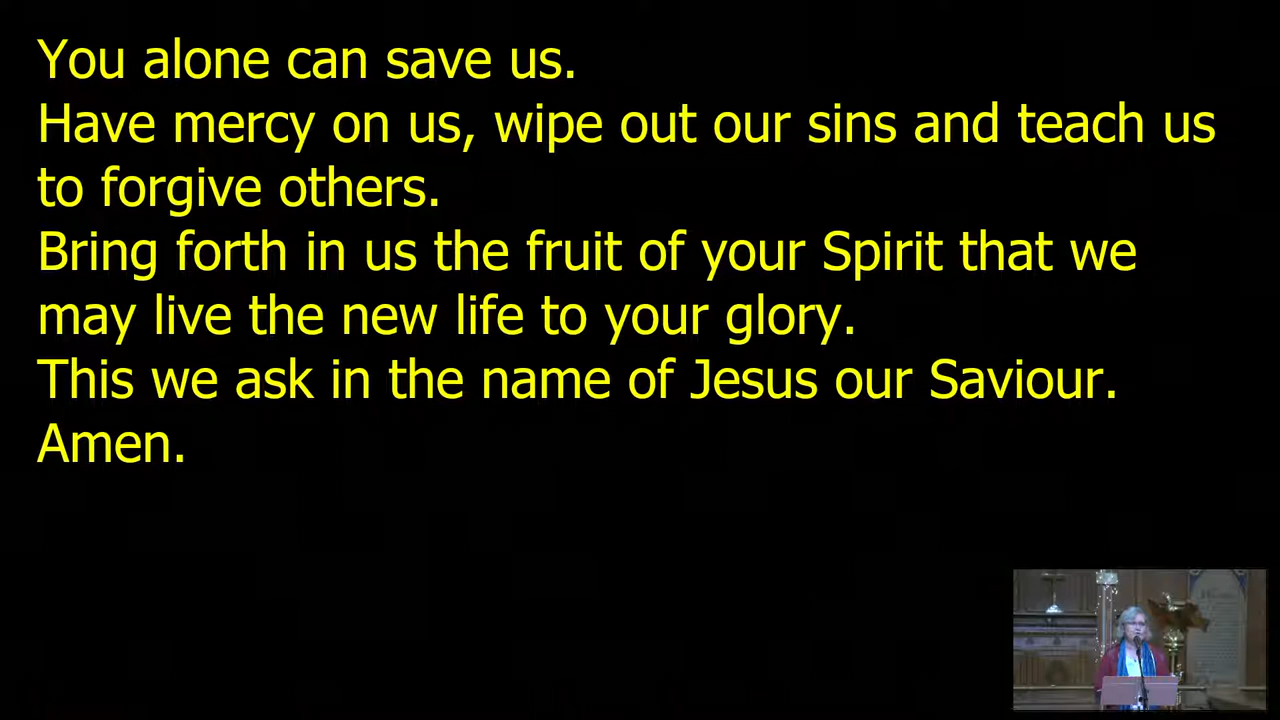 You alone can save us.
Have mercy on us, wipe out our sins and teach us
to forgive others.
Bring forth in us the fruit of your Spirit that we
may live the new life to your glory.
This we ask in the name of Jesus our Saviour.
Amen.